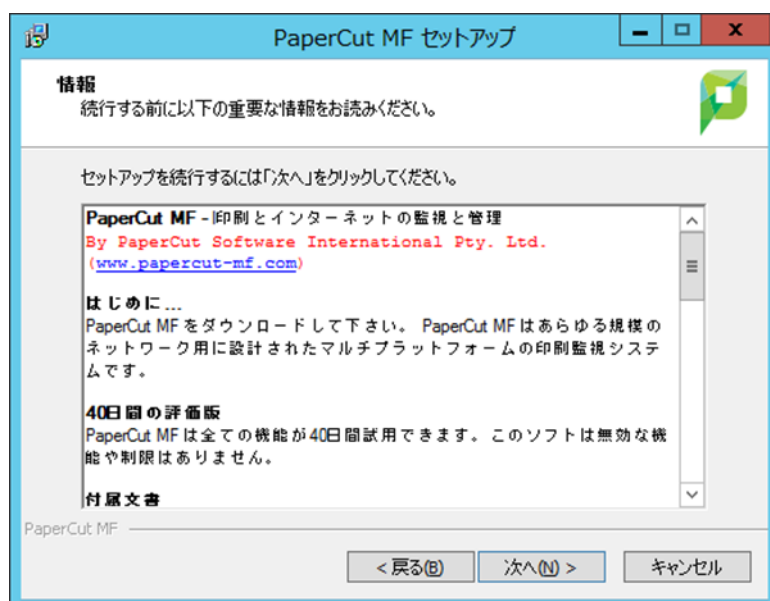 PaperCut MF セットアップ
情報
続行する前に以下の重要な情報をお読みください。
セットアップを続行するには「次へ」をクリックしてください。
PaperCut MF - 印刷とインターネットの監視と管理
By PaperCut Software International Pty. Ltd.
(www.papercut-mf.com)
はじめに...
PaperCut MF をダウンロードして下さい。 PaperCut MF はあらゆる規模の
ネットワーク用に設計されたマルチプラットフォームの印刷監視システ
ムです。
40日間の評価版
PaperCut MF は全ての機能が40日間試用できます。このソフトは無効な機
能や制限はありません。
付属文書
PaperCut MF
< 戻る(B)
次へ(N) >
キャンセル